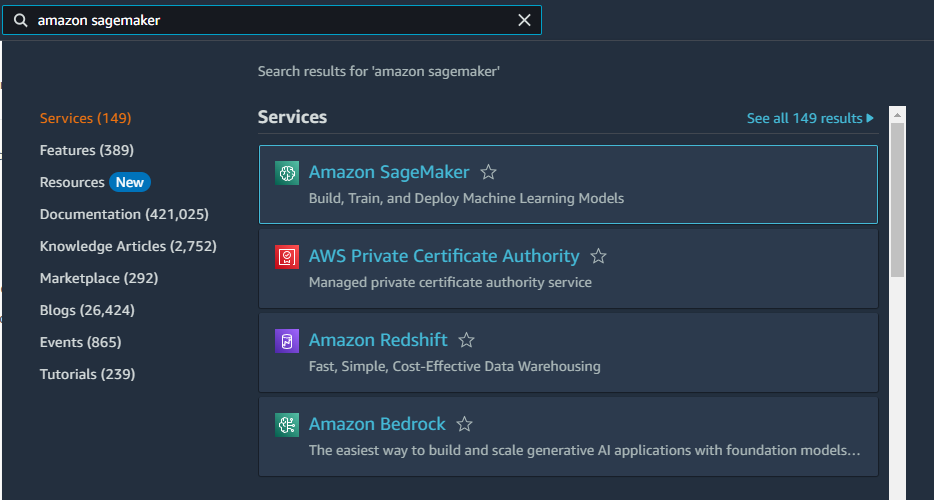 amazon sagemaker
Search results for 'amazon sagemaker'
Services (149)
Features (389)
Resources New
Documentation (421,025)
Knowledge Articles (2,752)
Marketplace (292)
Blogs (26,424)
Events (865)
Tutorials (239)
Services
See all 149 results
Amazon SageMaker
Build, Train, and Deploy Machine Learning Models
AWS Private Certificate Authority
Managed private certificate authority service
Amazon Redshift
Fast, Simple, Cost-Effective Data Warehousing
Amazon Bedrock
The easiest way to build and scale generative AI applications with foundation models…